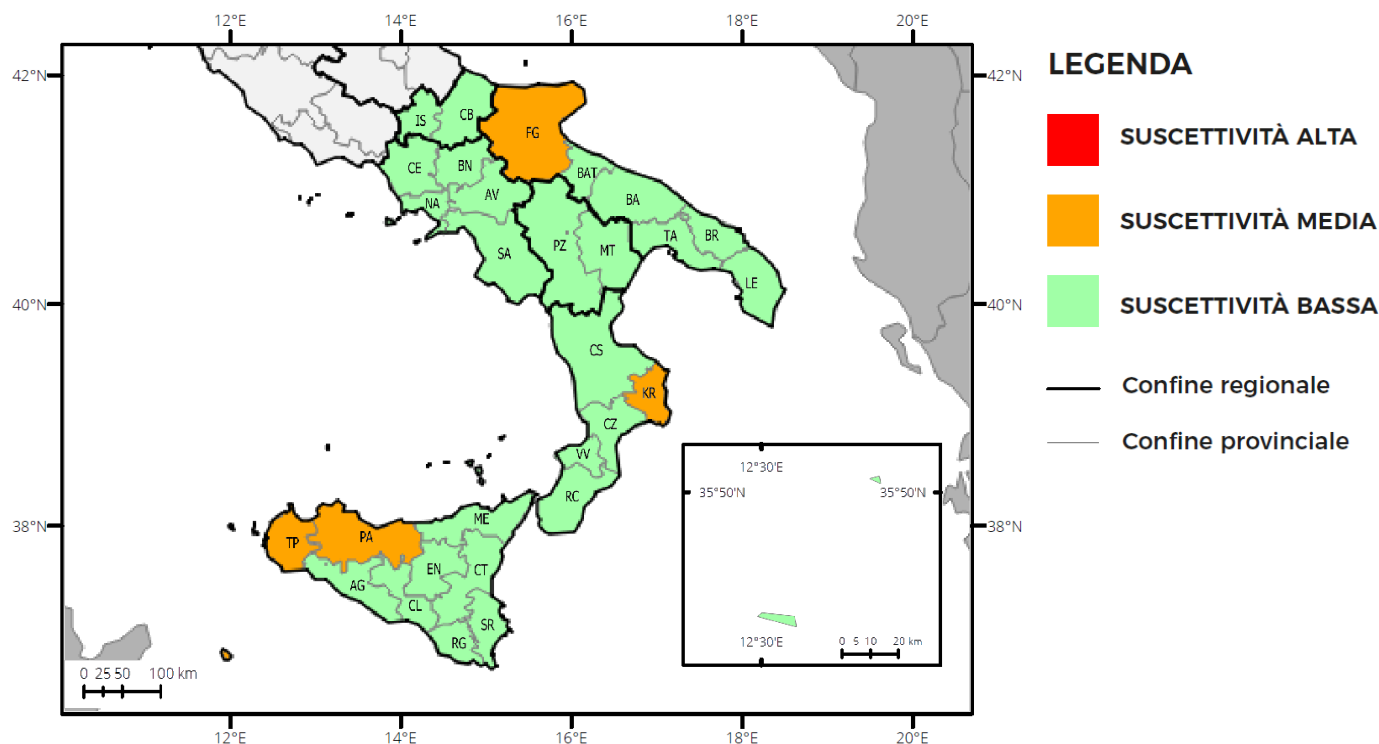 12°E 14°E 16°E 18°E 20°E
42°N 42°N
LEGENDA
SUSCETTIVITÀ ALTA
SUSCETTIVITÀ MEDIA
SUSCETTIVITÀ BASSA
Confine regionale
Confine provinciale
IS CB FG
CE BN BAT
NA AV BA
SA PZ MT TA BR
LE
40°N 40°N
CS
KR
CZ
VV
RC
38°N 38°N
ME
TP PA
EN CT
AG
CL
SR
RG
12°30'E
35°50'N 35°50'N
12°30'E
0 5 10 20 km
0 25 50 100 km
12°E 14°E 16°E 18°E 20°E